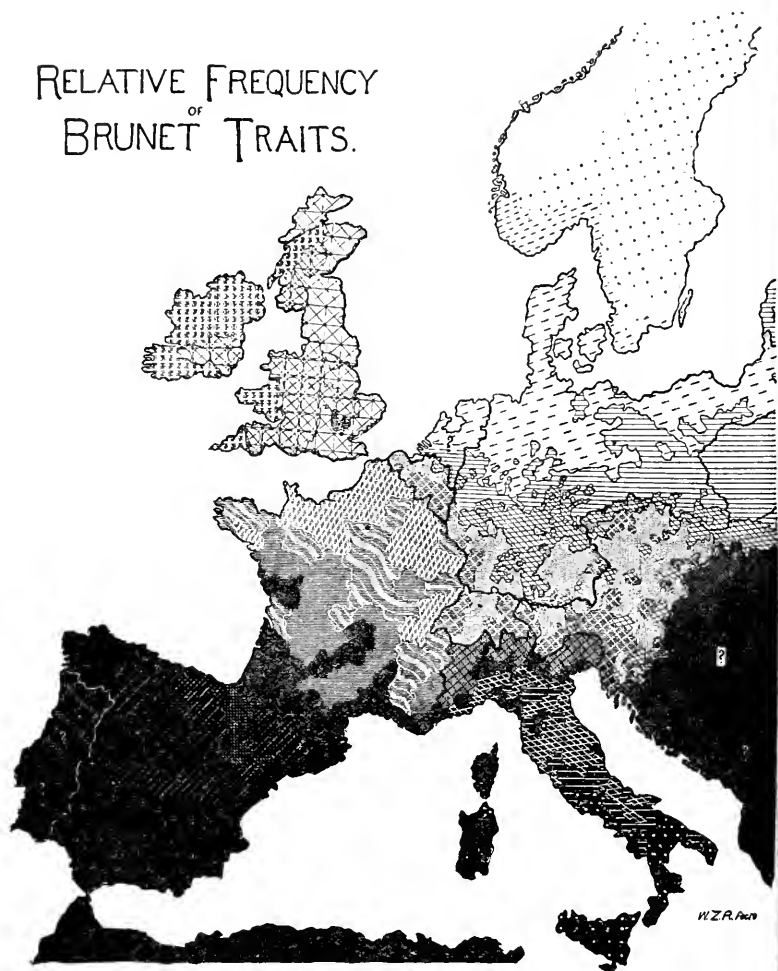 RELATIVE FREQUENCY
OF
BRUNET TRAITS.
?
?
W.Z.R. FECIT